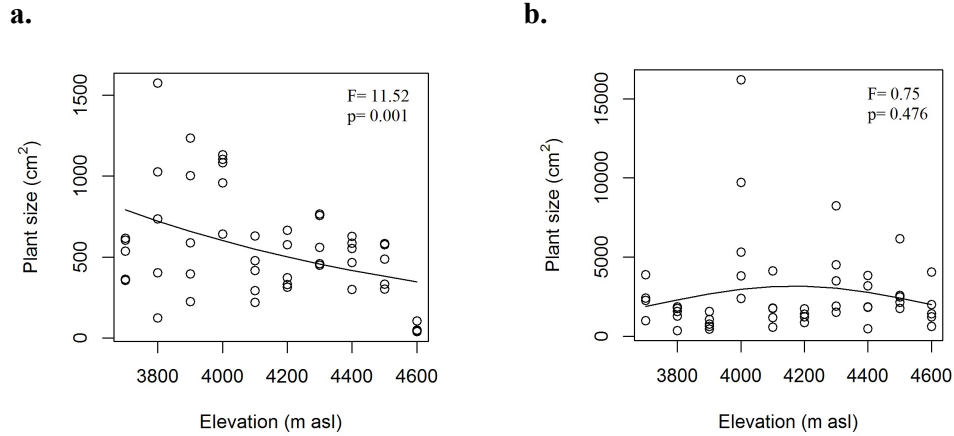 a.
F= 11.52
p= 0.001
1500
1000
500
0
Plant size (cm²)
3800 4000 4200 4400 4600
Elevation (m asl)
b.
F= 0.75
p= 0.476
15000
10000
5000
0
Plant size (cm²)
3800 4000 4200 4400 4600
Elevation (m asl)